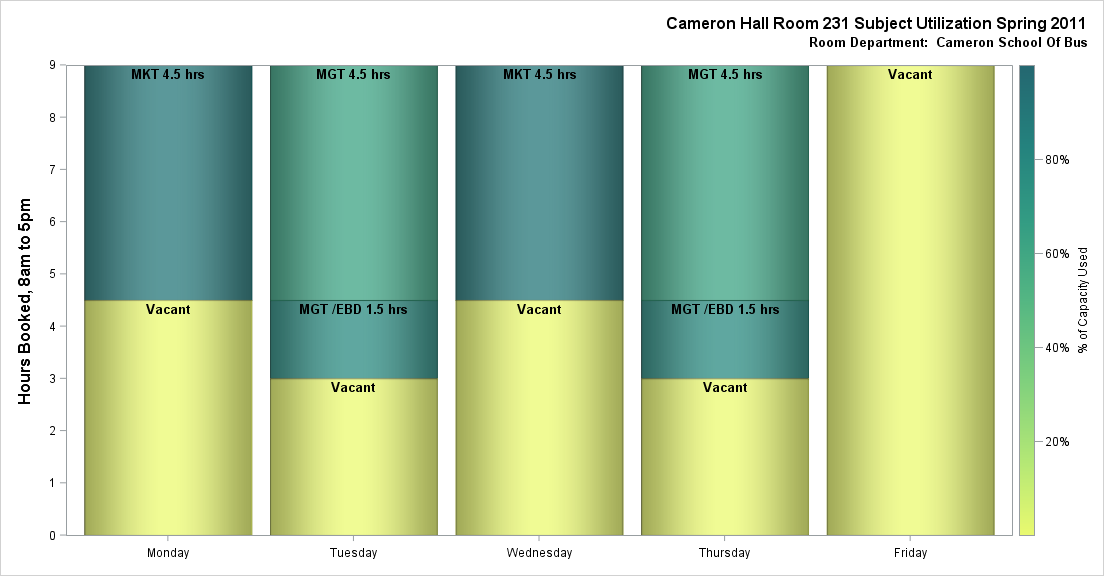 Cameron Hall Room 231 Subject Utilization Spring 2011
Room Department:  Cameron School Of Bus
Hours Booked, 8am to 5pm
9
8
7
6
5
4
3
2
1
0
MKT 4.5 hrs
Vacant
MGT 4.5 hrs
MGT /EBD 1.5 hrs
Vacant
MKT 4.5 hrs
Vacant
MGT 4.5 hrs
MGT /EBD 1.5 hrs
Vacant
Vacant
Monday
Tuesday
Wednesday
Thursday
Friday
80%
60%
40%
20%
% of Capacity Used